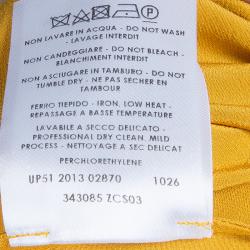 NON LAVARE IN ACQUA - DO NOT WASH
- LAVAGE INTERDIT
NON CANDEGGIARE - DO NOT BLEACH -
BLANCHIMENT INTERDIT
NON ASCIUGARE IN TAMBURO - DO NOT
TUMBLE DRY - NE PAS SECHER EN
TAMBOUR
FERRO TIEPIDO - IRON, LOW HEAT -
REPASSAGE A BASSE TEMPERATURE
LAVABILE A SECCO DELICATO -
PROFESSIONAL DRY CLEAN. MILD
PROCESS - NETTOYAGE A SEC DELICAT
PERCHLORETHYLENE
UP51 2013 02870 1026
343085 ZCS03